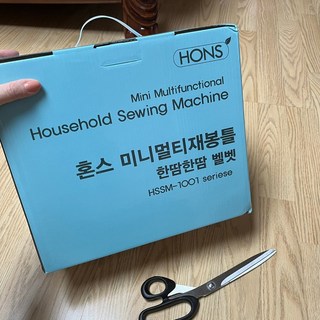 HONS
Mini Multifunctional
Household Sewing Machine
혼스 미니멀티재봉틀
한땀한땀 벨벳
HSSM-1001 seriese